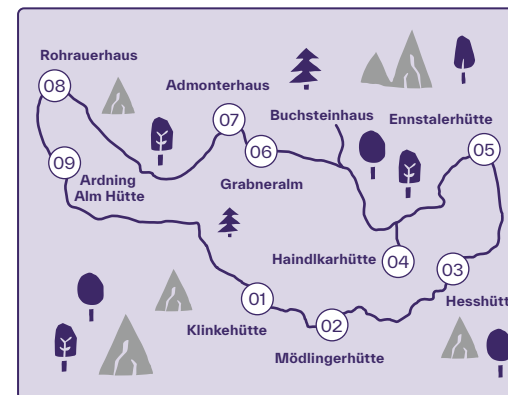 Rohrauerhaus
08
Admonterhaus
07
Buchsteinhaus
Ennstalerhütte
05
06
Grabneralm
09
Ardning
Alm Hütte
Haindlkarhütte
04
03
Hesshütt
01
Klinkehütte
02
Mödlingerhütte